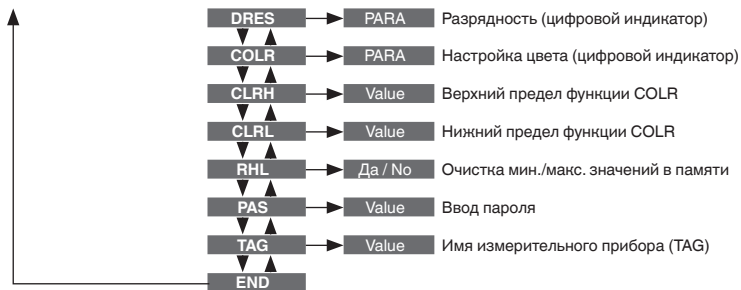 DRES PARA Разрядность (цифровой индикатор)
COLR PARA Настройка цвета (цифровой индикатор)
CLRH Value Верхний предел функции COLR
CLRL Value Нижний предел функции COLR
RHL Да / No Очистка мин./макс. значений в памяти
PAS Value Ввод пароля
TAG Value Имя измерительного прибора (TAG)
END